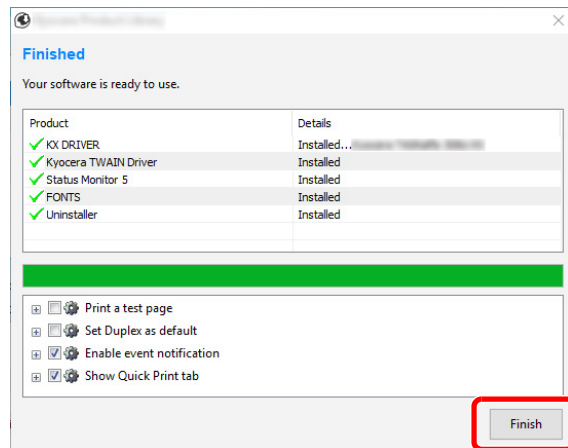 Finished
Your software is ready to use.
Product Details
KX DRIVER Installed...
Kyocera TWAIN Driver Installed
Status Monitor 5 Installed
FONTS Installed
Uninstaller Installed
Print a test page
Set Duplex as default
Enable event notification
Show Quick Print tab
Finish